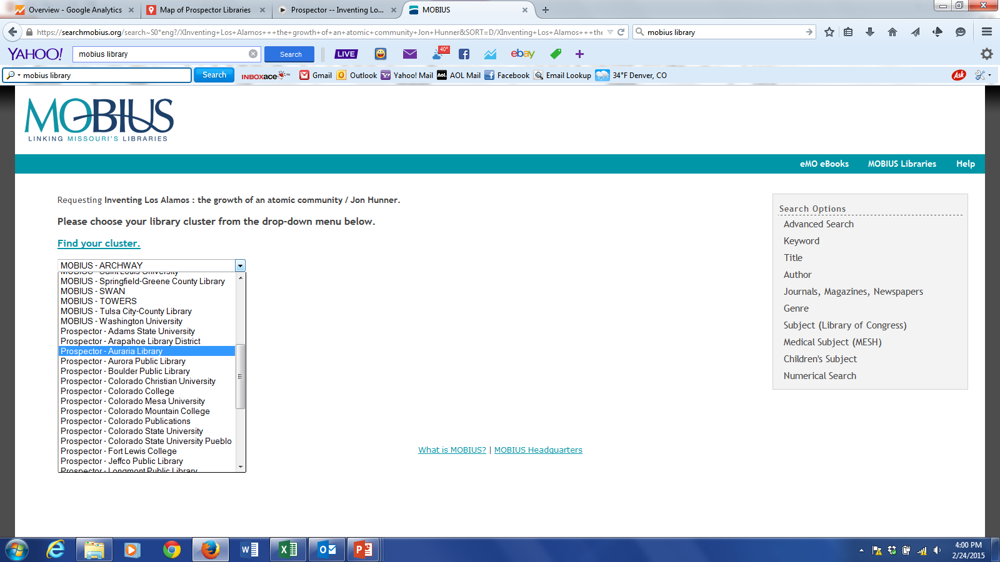 Overview - Google Analytics
Map of Prospector Libraries
Prospector -- Inventing Lo...
MOBIUS
https://searchmobius.org/search~S0*eng?/XInventing+Los+Alamos+++the+growth+of+an+atomic+community+Jon+Hunner&SORT=D/XInventing+Los+Alamos+++the
mobius library
YAHOO!
mobius library
Search
LIVE
40°
ebay
mobius library
Search
INBOXace
Gmail
Outlook
Yahoo! Mail
Aol.
AOL Mail
Facebook
Email Lookup
34°F Denver, CO
Ask
MOBIUS
LINKING MISSOURI'S LIBRARIES
eMO eBooks
MOBIUS Libraries
Help
Requesting Inventing Los Alamos : the growth of an atomic community / Jon Hunner.
Please choose your library cluster from the drop-down menu below.
Find your cluster.
MOBIUS - ARCHWAY
MOBIUS - Saint Louis University
MOBIUS - Springfield-Greene County Library
MOBIUS - SWAN
MOBIUS - TOWERS
MOBIUS - Tulsa City-County Library
MOBIUS - Washington University
Prospector - Adams State University
Prospector - Arapahoe Library District
Prospector - Auraria Library
Prospector - Aurora Public Library
Prospector - Boulder Public Library
Prospector - Colorado Christian University
Prospector - Colorado College
Prospector - Colorado Mesa University
Prospector - Colorado Mountain College
Prospector - Colorado Publications
Prospector - Colorado State University
Prospector - Colorado State University Pueblo
Prospector - Fort Lewis College
Prospector - Jeffco Public Library
Prospector - Longmont Public Library
Search Options
Advanced Search
Keyword
Title
Author
Journals, Magazines, Newspapers
Genre
Subject (Library of Congress)
Medical Subject (MESH)
Children's Subject
Numerical Search
What is MOBIUS? | MOBIUS Headquarters
4:00 PM
2/24/2015